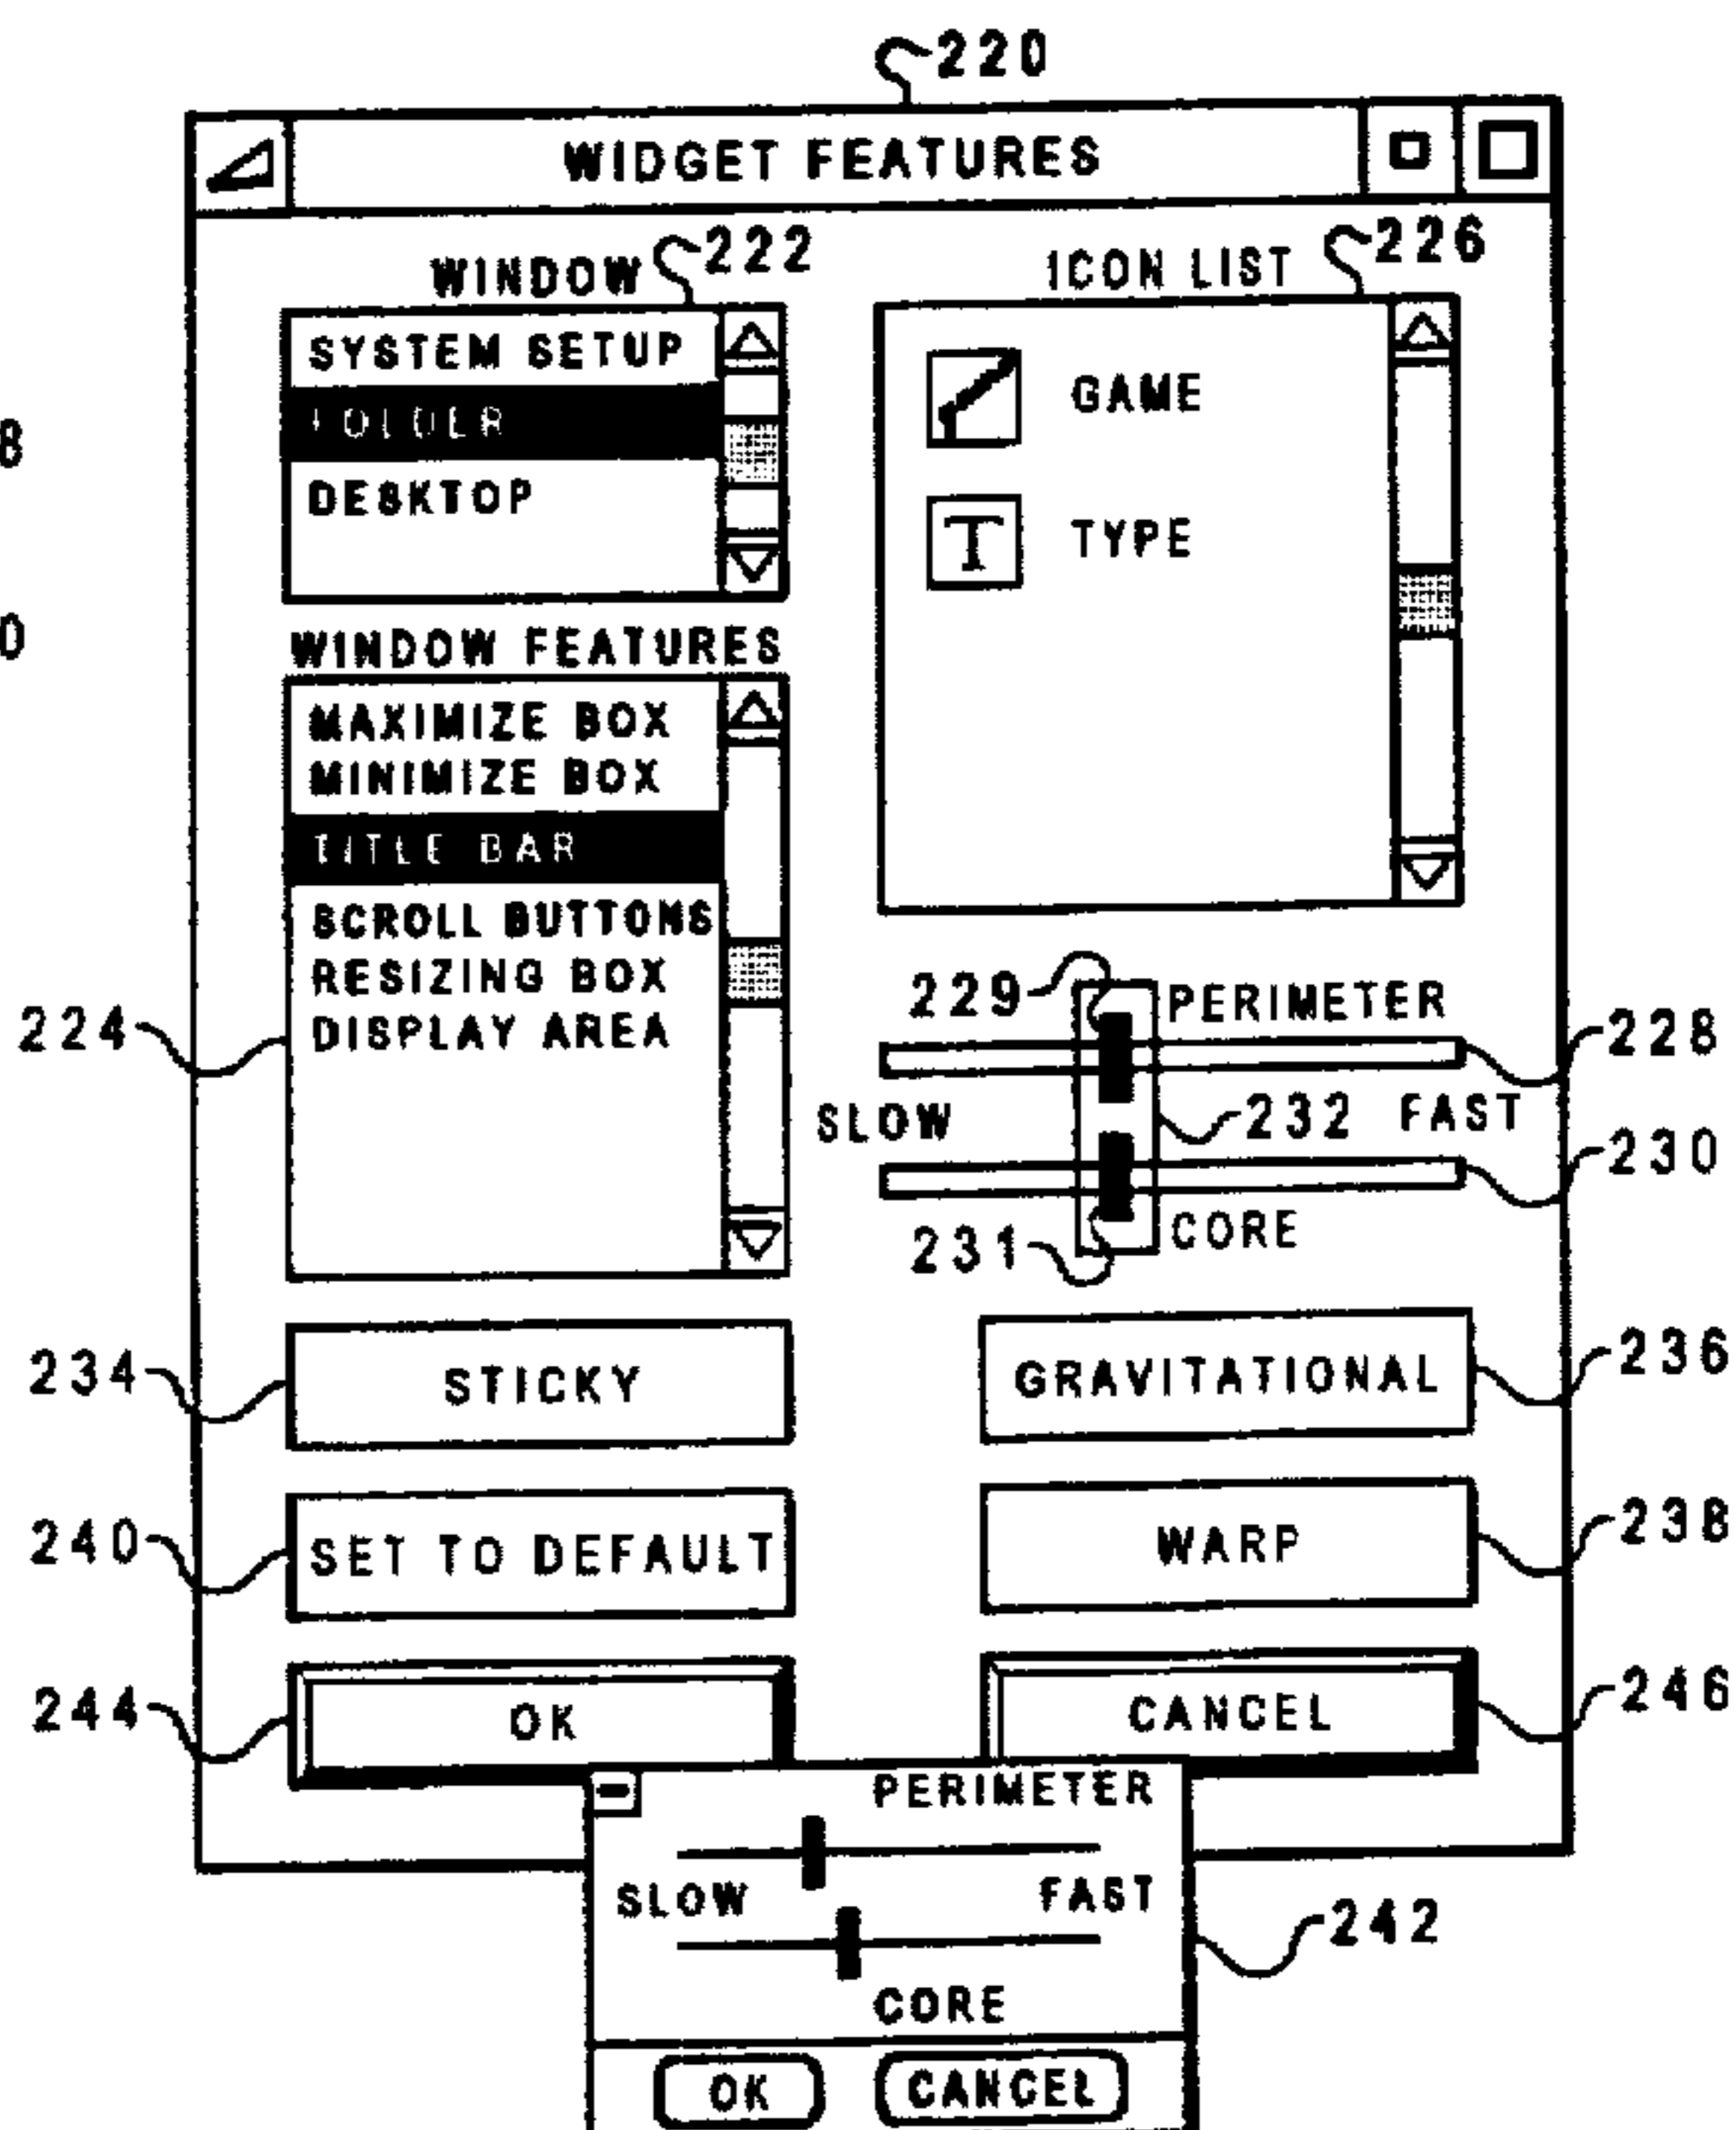 220
WIDGET FEATURES
WINDOW 222
SYSTEM SETUP
FOLDER
DESKTOP
ICON LIST 226
GAME
T TYPE
8
0
WINDOW FEATURES
MAXIMIZE BOX
MINIMIZE BOX
TITLE BAR
SCROLL BUTTONS
RESIZING BOX
DISPLAY AREA
224
229 PERIMETER
228
SLOW 232 FAST
230
231 CORE
234 STICKY
GRAVITATIONAL 236
240 SET TO DEFAULT
WARP 238
244 OK
CANCEL 246
PERIMETER
SLOW FAST
242
CORE
OK CANCEL